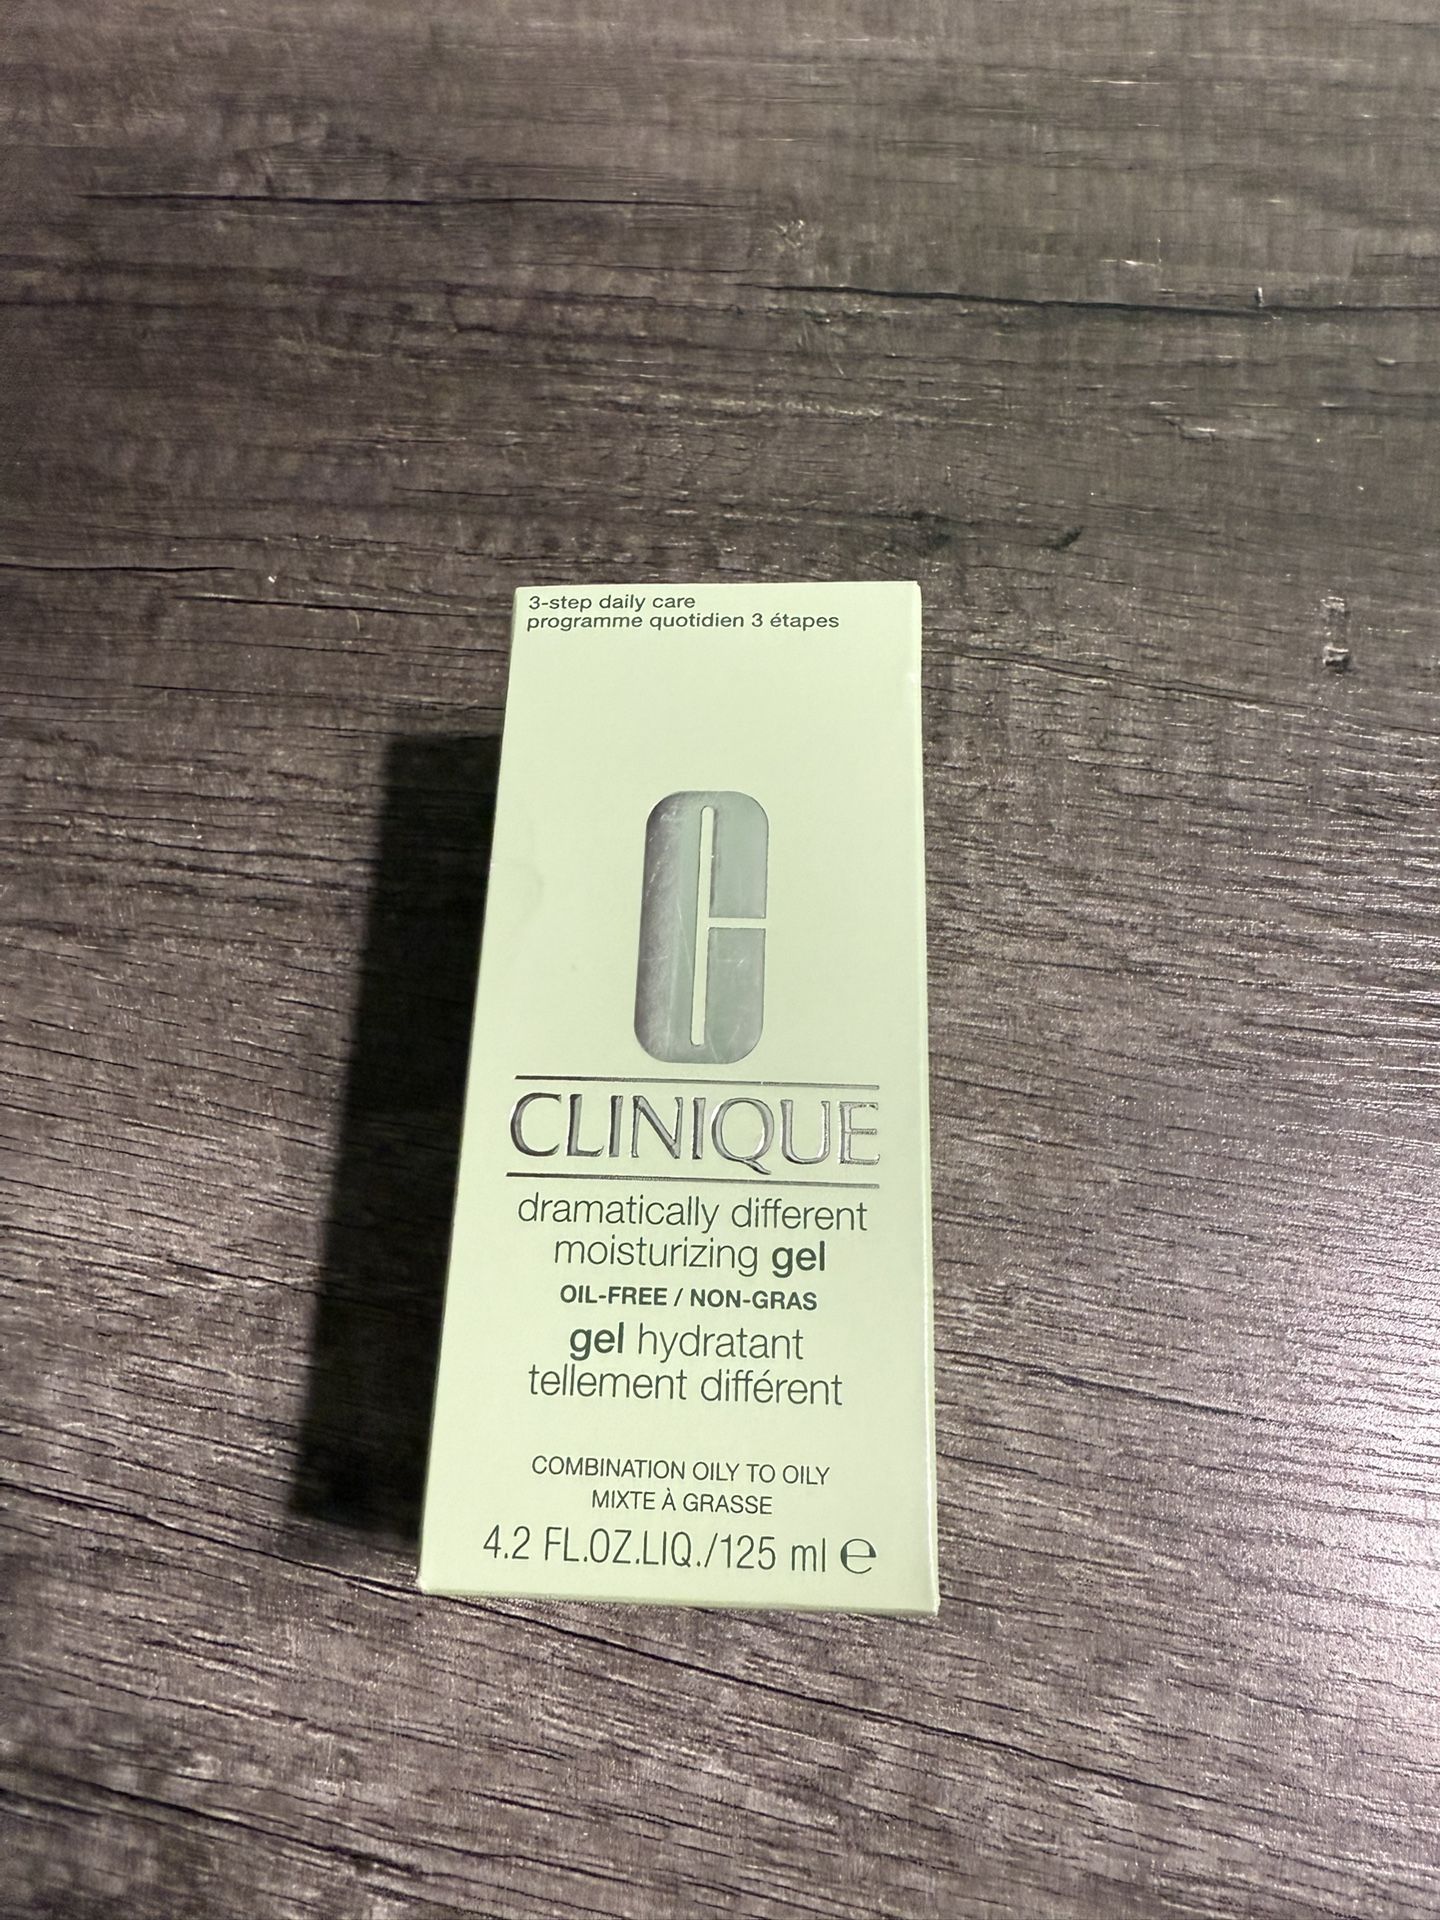 3-step daily care
programme quotidien 3 étapes
C
CLINIQUE
dramatically different
moisturizing gel
OIL-FREE / NON-GRAS
gel hydratant
tellement différent
COMBINATION OILY TO OILY
MIXTE À GRASSE
4.2 FL.OZ.LIQ./125 ml ℮